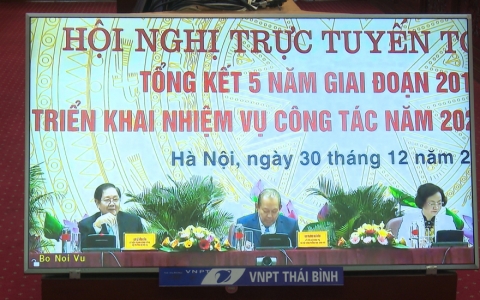 HỘI NGHỊ TRỰC TUYẾN TO
TỔNG KẾT 5 NĂM GIAI ĐOẠN 201
TRIỂN KHAI NHIỆM VỤ CÔNG TÁC NĂM 202
Hà Nội, ngày 30 tháng 12 năm 2
Bo Noi Vu
VNPT
VNPT THÁI BÌNH